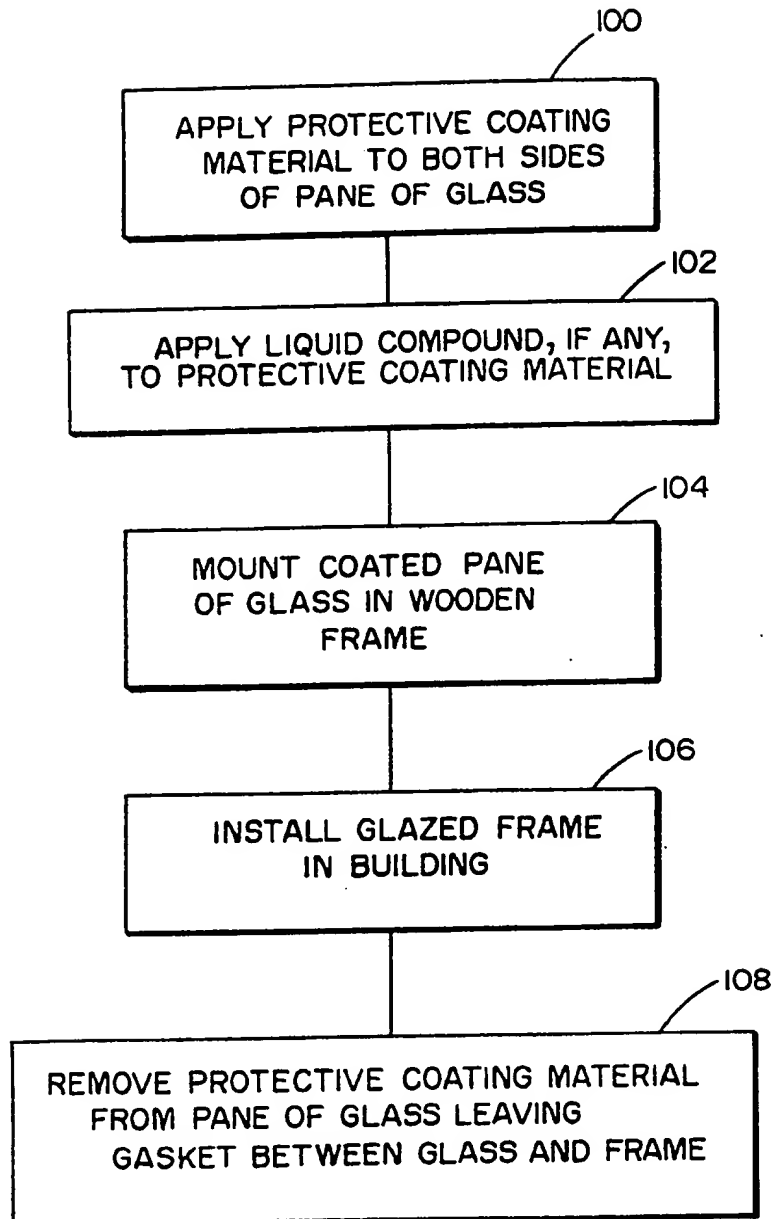 100
APPLY PROTECTIVE COATING
MATERIAL TO BOTH SIDES
OF PANE OF GLASS
102
APPLY LIQUID COMPOUND, IF ANY,
TO PROTECTIVE COATING MATERIAL
104
MOUNT COATED PANE
OF GLASS IN WOODEN
FRAME
106
INSTALL GLAZED FRAME
IN BUILDING
108
REMOVE PROTECTIVE COATING MATERIAL
FROM PANE OF GLASS LEAVING
GASKET BETWEEN GLASS AND FRAME